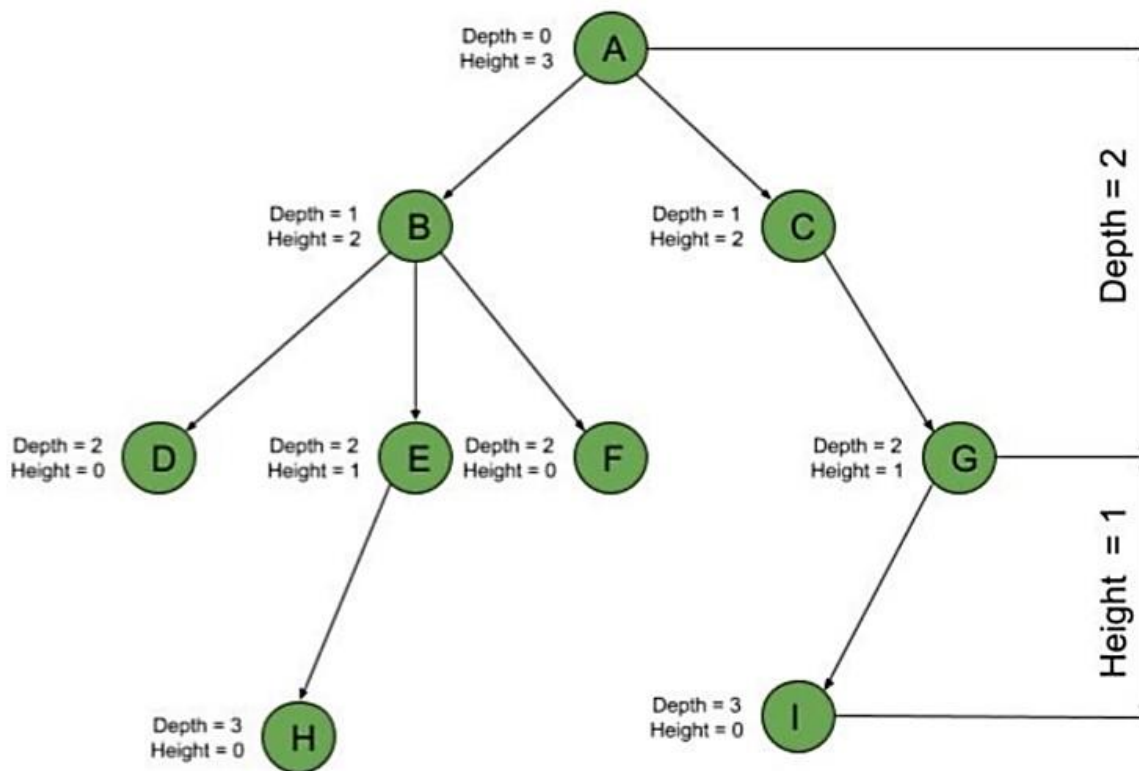 Depth = 0
Height = 3
A
Depth = 1
Height = 2
B
Depth = 1
Height = 2
C
Depth = 2
Depth = 2
Height = 0
D
Depth = 2
Height = 1
E
Depth = 2
Height = 0
F
Depth = 2
Height = 1
G
Height = 1
Depth = 3
Height = 0
H
Depth = 3
Height = 0
I